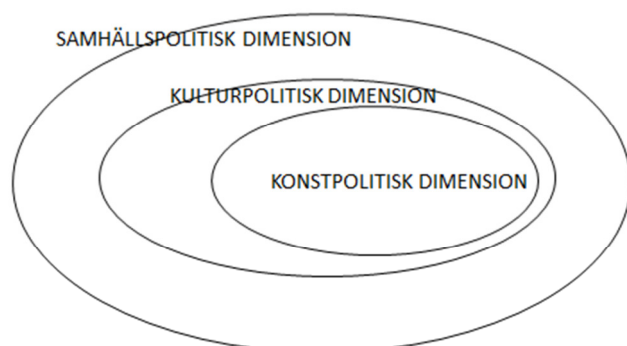 SAMHÄLLSPOLITISK DIMENSION
KULTURPOLITISK DIMENSION
KONSTPOLITISK DIMENSION